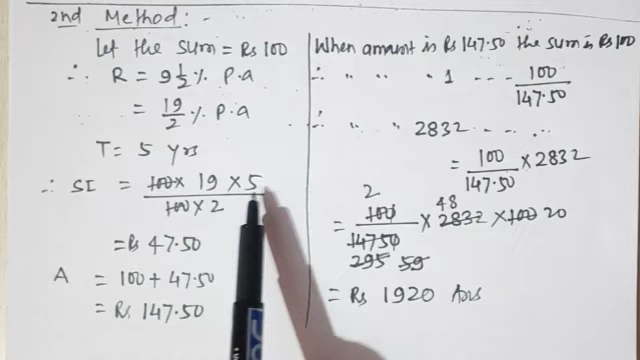 2nd Method:-
Let the sum = Rs 100
∴ R = 9 1/2 % P.a
= 19/2 % P.a
T = 5 yrs
∴ SI = 100 × 19 × 5 / 100 × 2
= Rs 47.50
A = 100 + 47.50
= Rs. 147.50
When amount is Rs 147.50 the sum is Rs 100
∴ " " " 1 --- 100/147.50
∴ " " 2832 -- ...
= 100/147.50 × 2832
2 48
= 100/14750 × 2832 × 100 20
295 59
= Rs 1920 Ans